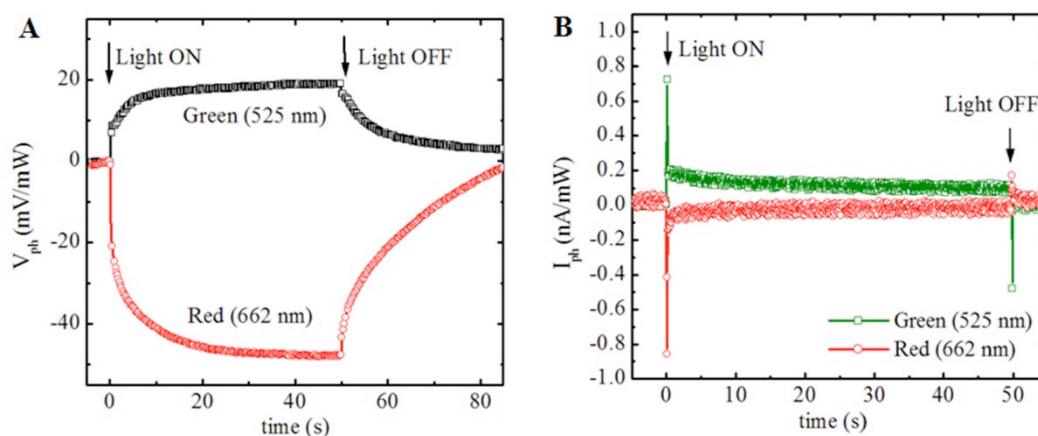 A
Light ON
Light OFF
Green (525 nm)
Red (662 nm)
20
0
-20
-40
V_ph (mV/mW)
0 20 40 60 80
time (s)
B
Light ON
Light OFF
1.0
0.8
0.6
0.4
0.2
0.0
-0.2
-0.4
-0.6
-0.8
-1.0
I_ph (nA/mW)
Green (525 nm)
Red (662 nm)
0 10 20 30 40 50
time (s)